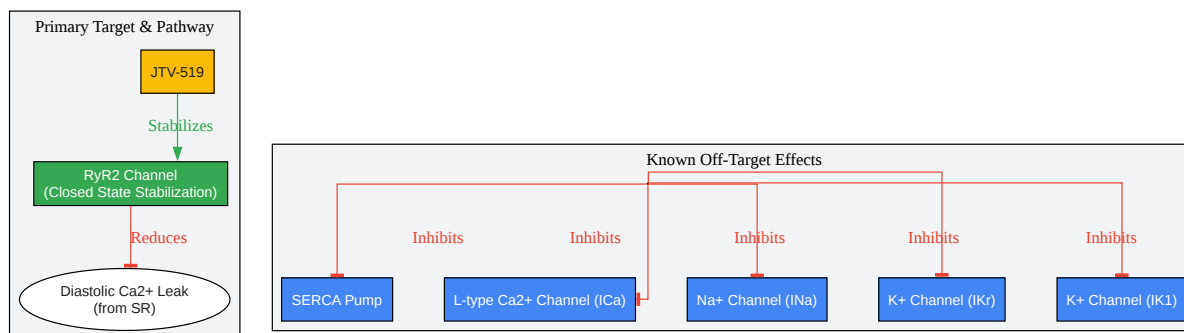 Primary Target & Pathway
JTV-519
Stabilizes
RyR2 Channel
(Closed State Stabilization)
Reduces
Diastolic Ca2+ Leak
(from SR)
Known Off-Target Effects
Inhibits
Inhibits
Inhibits
Inhibits
Inhibits
SERCA Pump
L-type Ca2+ Channel (ICa)
Na+ Channel (INa)
K+ Channel (IKr)
K+ Channel (IK1)